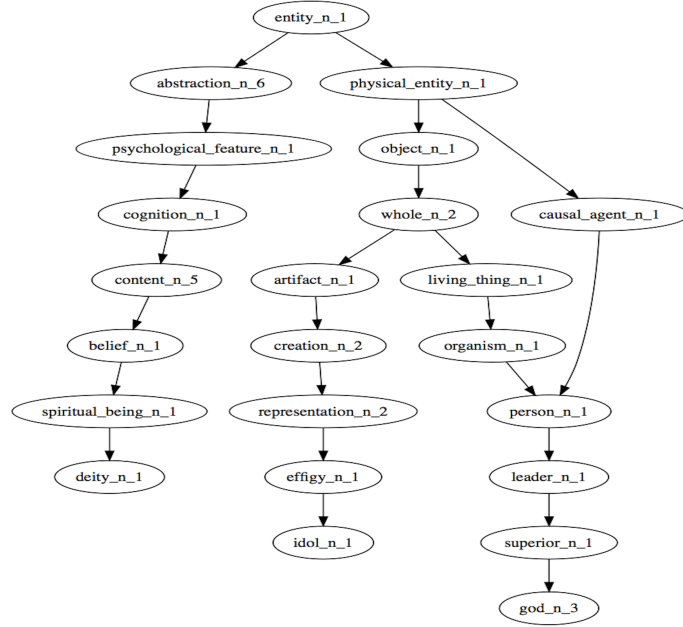 entity_n_1
abstraction_n_6
physical_entity_n_1
psychological_feature_n_1
object_n_1
cognition_n_1
whole_n_2
causal_agent_n_1
content_n_5
artifact_n_1
living_thing_n_1
belief_n_1
creation_n_2
organism_n_1
spiritual_being_n_1
representation_n_2
person_n_1
deity_n_1
effigy_n_1
leader_n_1
idol_n_1
superior_n_1
god_n_3